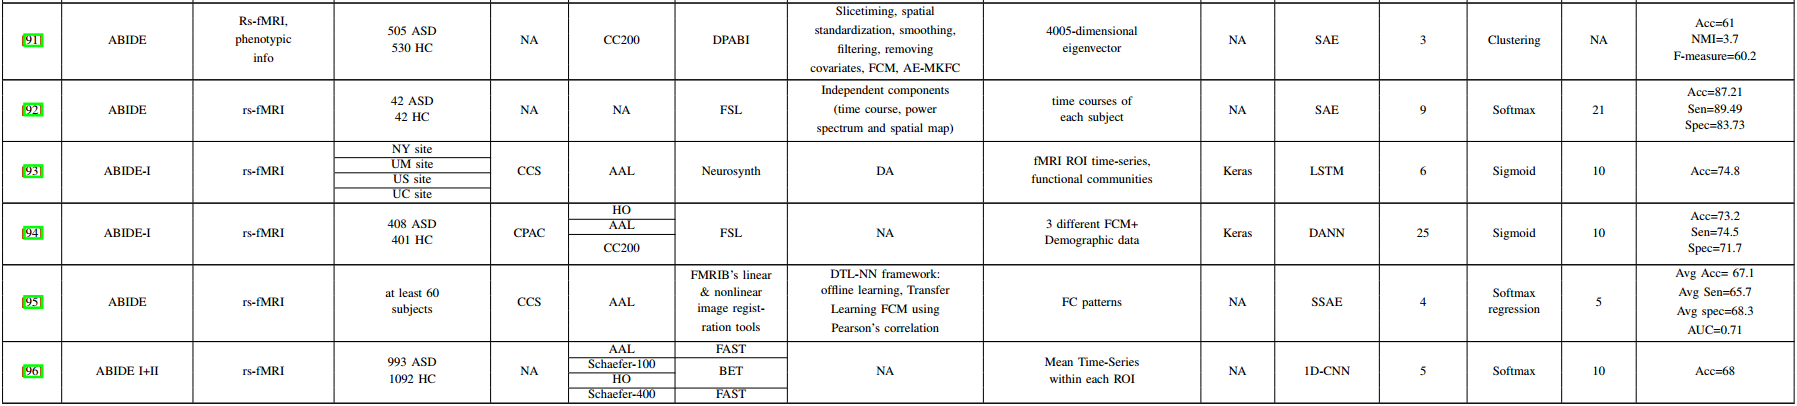 [91]
ABIDE
Rs-fMRI,
phenotypic
info
505 ASD
530 HC
NA
CC200
DPABI
Slicetiming, spatial
standardization, smoothing,
filtering, removing
covariates, FCM, AE-MKFC
4005-dimensional
eigenvector
NA
SAE
3
Clustering
NA
Acc=61
NMI=3.7
F-measure=60.2
[92]
ABIDE
rs-fMRI
42 ASD
42 HC
NA
NA
FSL
Independent components
(time course, power
spectrum and spatial map)
time courses of
each subject
NA
SAE
9
Softmax
21
Acc=87.21
Sen=89.49
Spec=83.73
[93]
ABIDE-I
rs-fMRI
NY site
UM site
US site
UC site
CCS
AAL
Neurosynth
DA
fMRI ROI time-series,
functional communities
Keras
LSTM
6
Sigmoid
10
Acc=74.8
[94]
ABIDE-I
rs-fMRI
408 ASD
401 HC
CPAC
HO
AAL
CC200
FSL
NA
3 different FCM+
Demographic data
Keras
DANN
25
Sigmoid
10
Acc=73.2
Sen=74.5
Spec=71.7
[95]
ABIDE
rs-fMRI
at least 60
subjects
CCS
AAL
FMRIB's linear
& nonlinear
image regist-
ration tools
DTL-NN framework:
offline learning, Transfer
Learning FCM using
Pearson's correlation
FC patterns
NA
SSAE
4
Softmax
regression
5
Avg Acc= 67.1
Avg Sen=65.7
Avg spec=68.3
AUC=0.71
[96]
ABIDE I+II
rs-fMRI
993 ASD
1092 HC
NA
AAL
Schaefer-100
HO
Schaefer-400
FAST
BET
FAST
NA
Mean Time-Series
within each ROI
NA
1D-CNN
5
Softmax
10
Acc=68